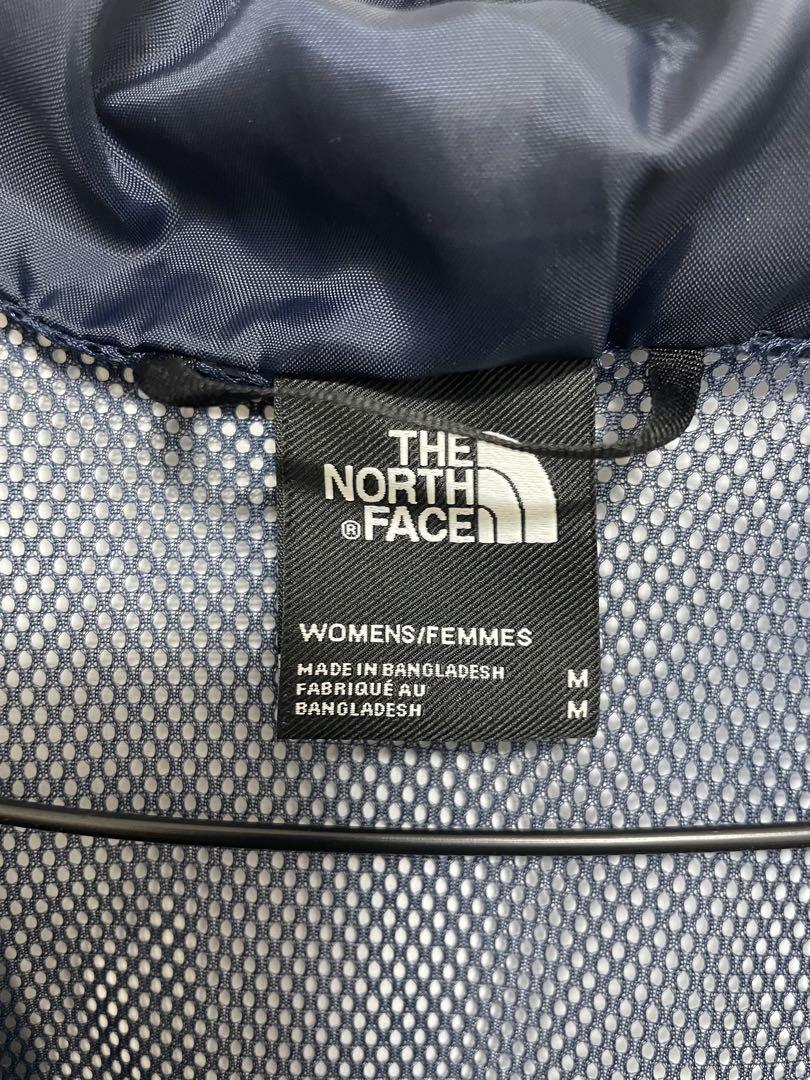 THE
NORTH
® FACE
WOMENS/FEMMES
MADE IN BANGLADESH M
FABRIQUÉ AU
BANGLADESH M